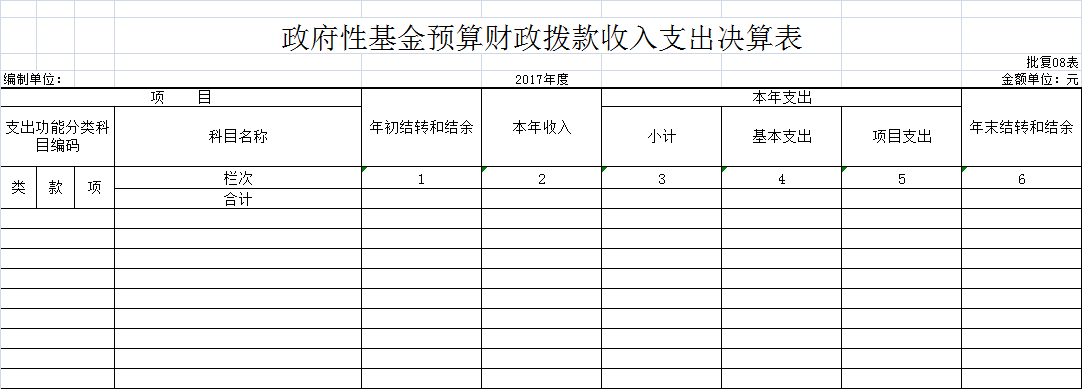 政府性基金预算财政拨款收入支出决算表
批复08表
编制单位： 2017年度 金额单位：元
项 目 年初结转和结余 本年收入 本年支出 年末结转和结余
支出功能分类科
目编码 科目名称 小计 基本支出 项目支出
类 款 项 栏次 1 2 3 4 5 6
合计